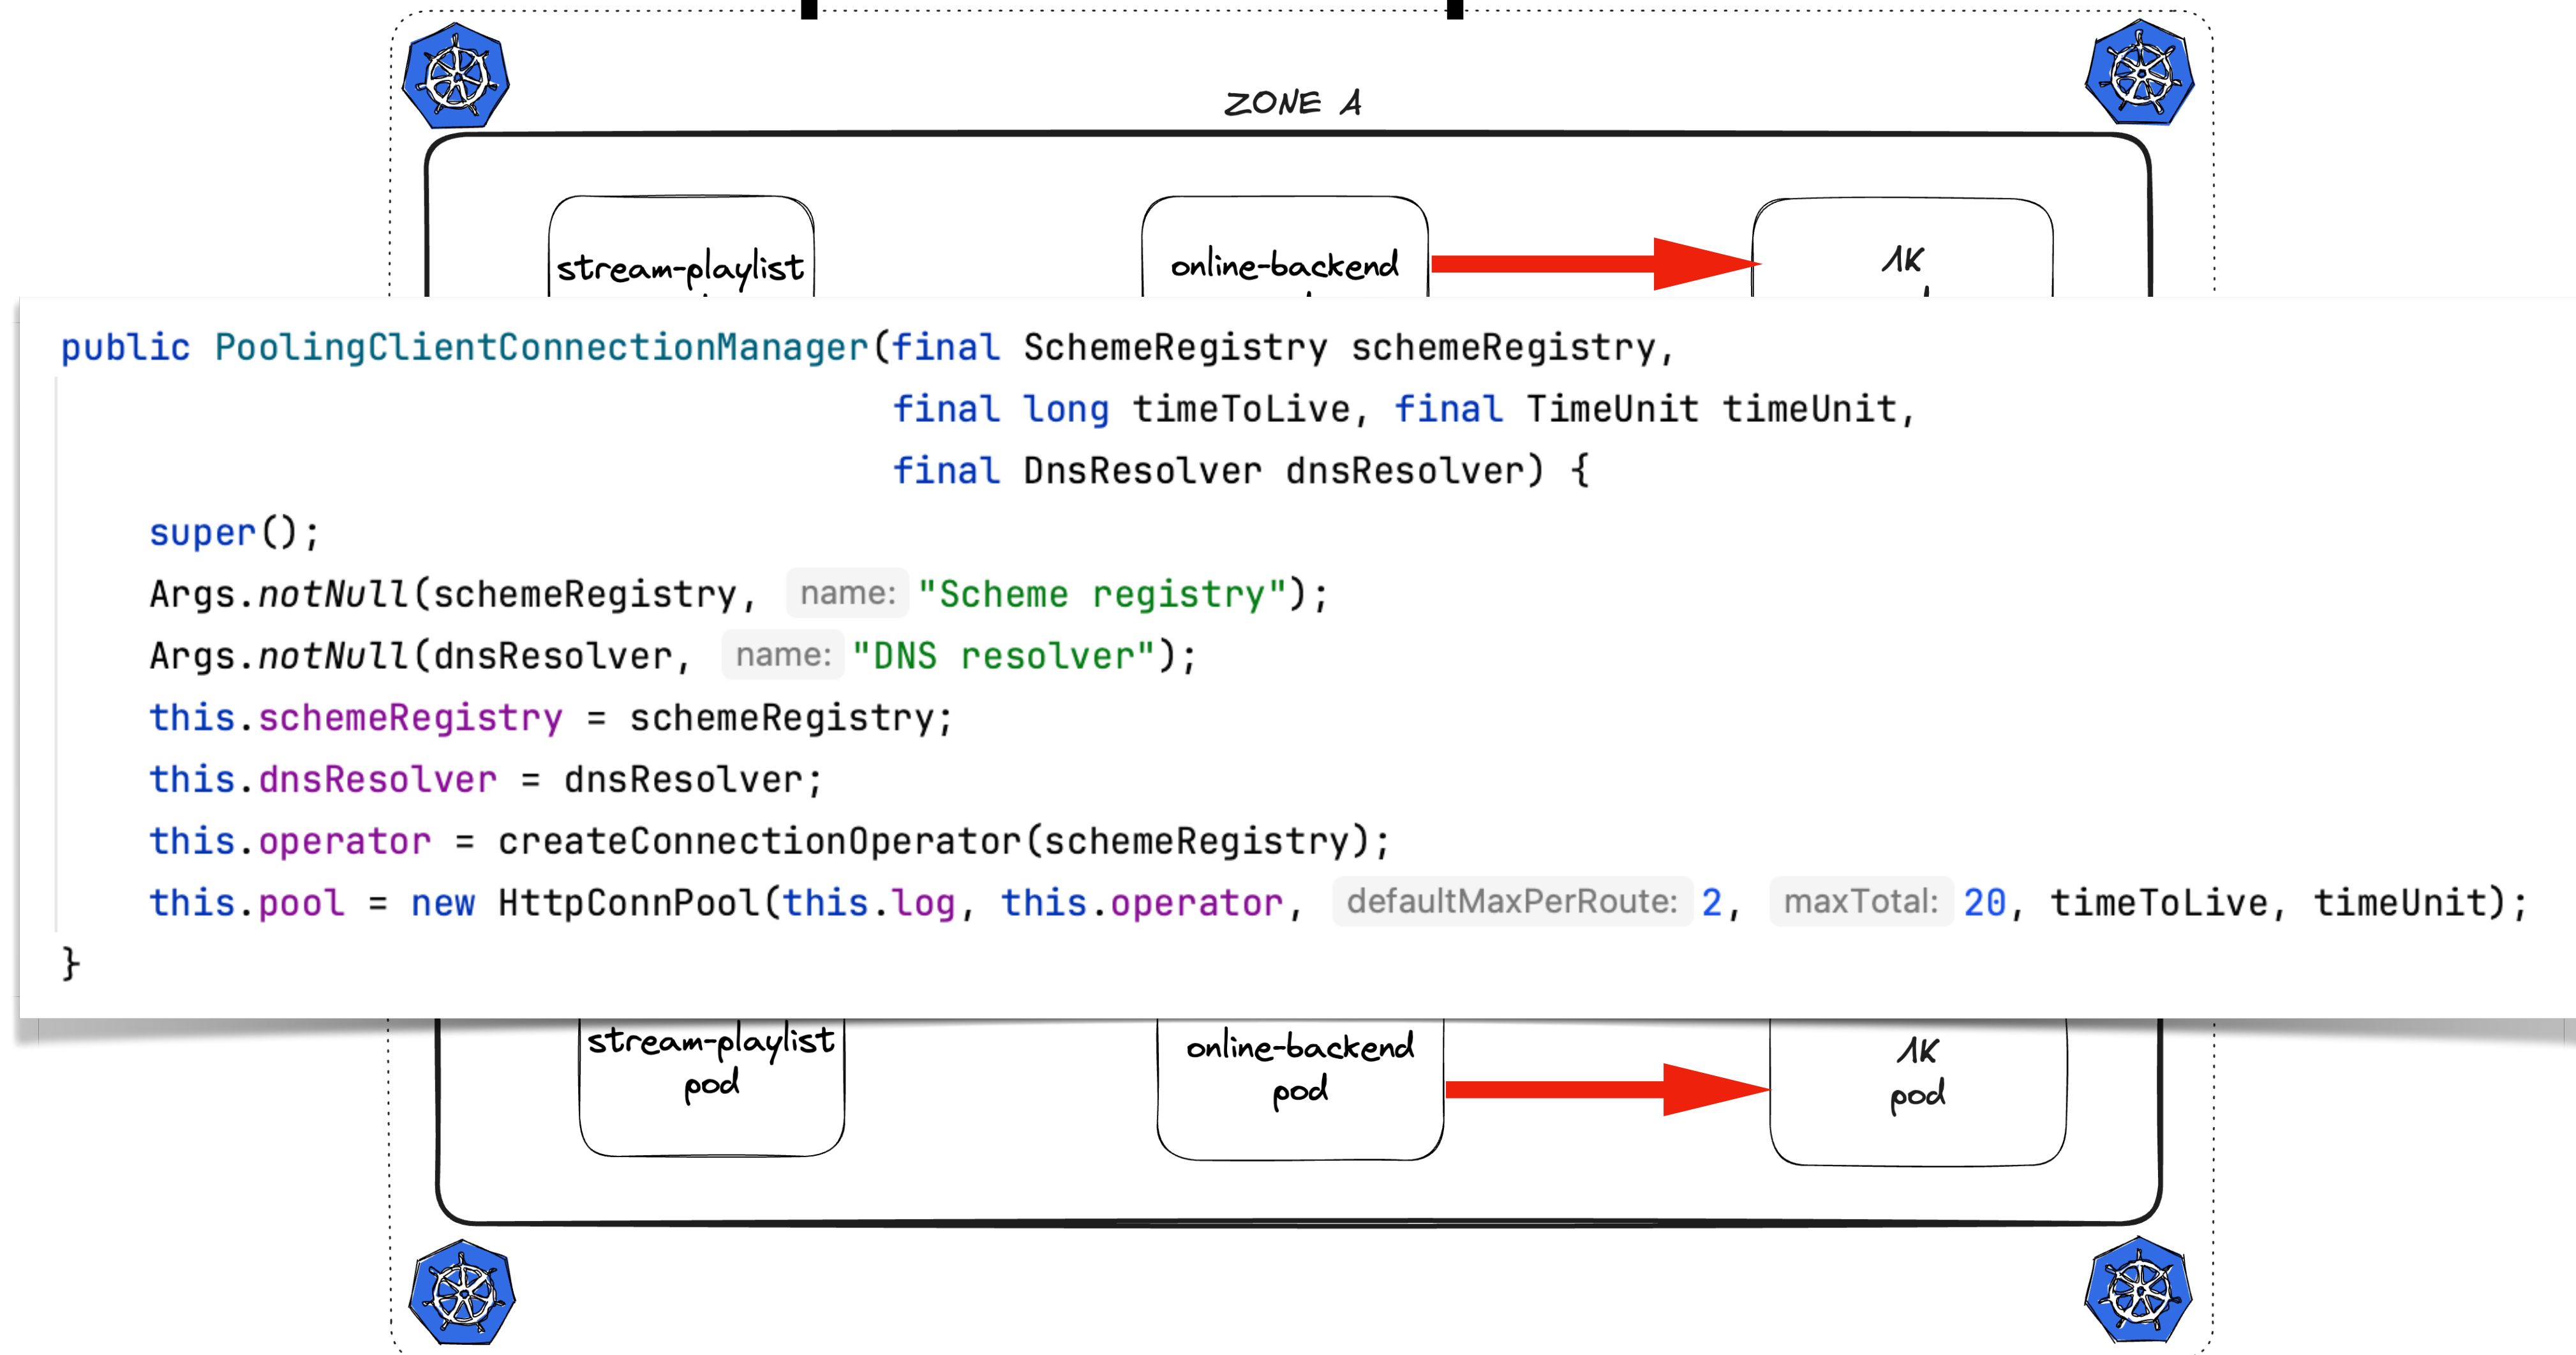 ZONE A
stream-playlist
online-backend
1K
public PoolingClientConnectionManager(final SchemeRegistry schemeRegistry,
final long timeToLive, final TimeUnit timeUnit,
final DnsResolver dnsResolver) {
super();
Args.notNull(schemeRegistry, name: "Scheme registry");
Args.notNull(dnsResolver, name: "DNS resolver");
this.schemeRegistry = schemeRegistry;
this.dnsResolver = dnsResolver;
this.operator = createConnectionOperator(schemeRegistry);
this.pool = new HttpConnPool(this.log, this.operator, defaultMaxPerRoute: 2, maxTotal: 20, timeToLive, timeUnit);
}
stream-playlist
pod
online-backend
pod
1K
pod